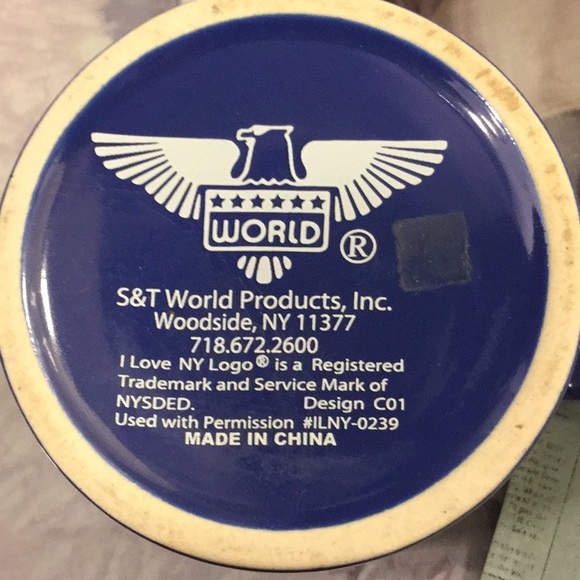 WORLD ®
S&T World Products, Inc.
Woodside, NY 11377
718.672.2600
I Love NY Logo® is a Registered
Trademark and Service Mark of
NYSDED. Design C01
Used with Permission #ILNY-0239
MADE IN CHINA